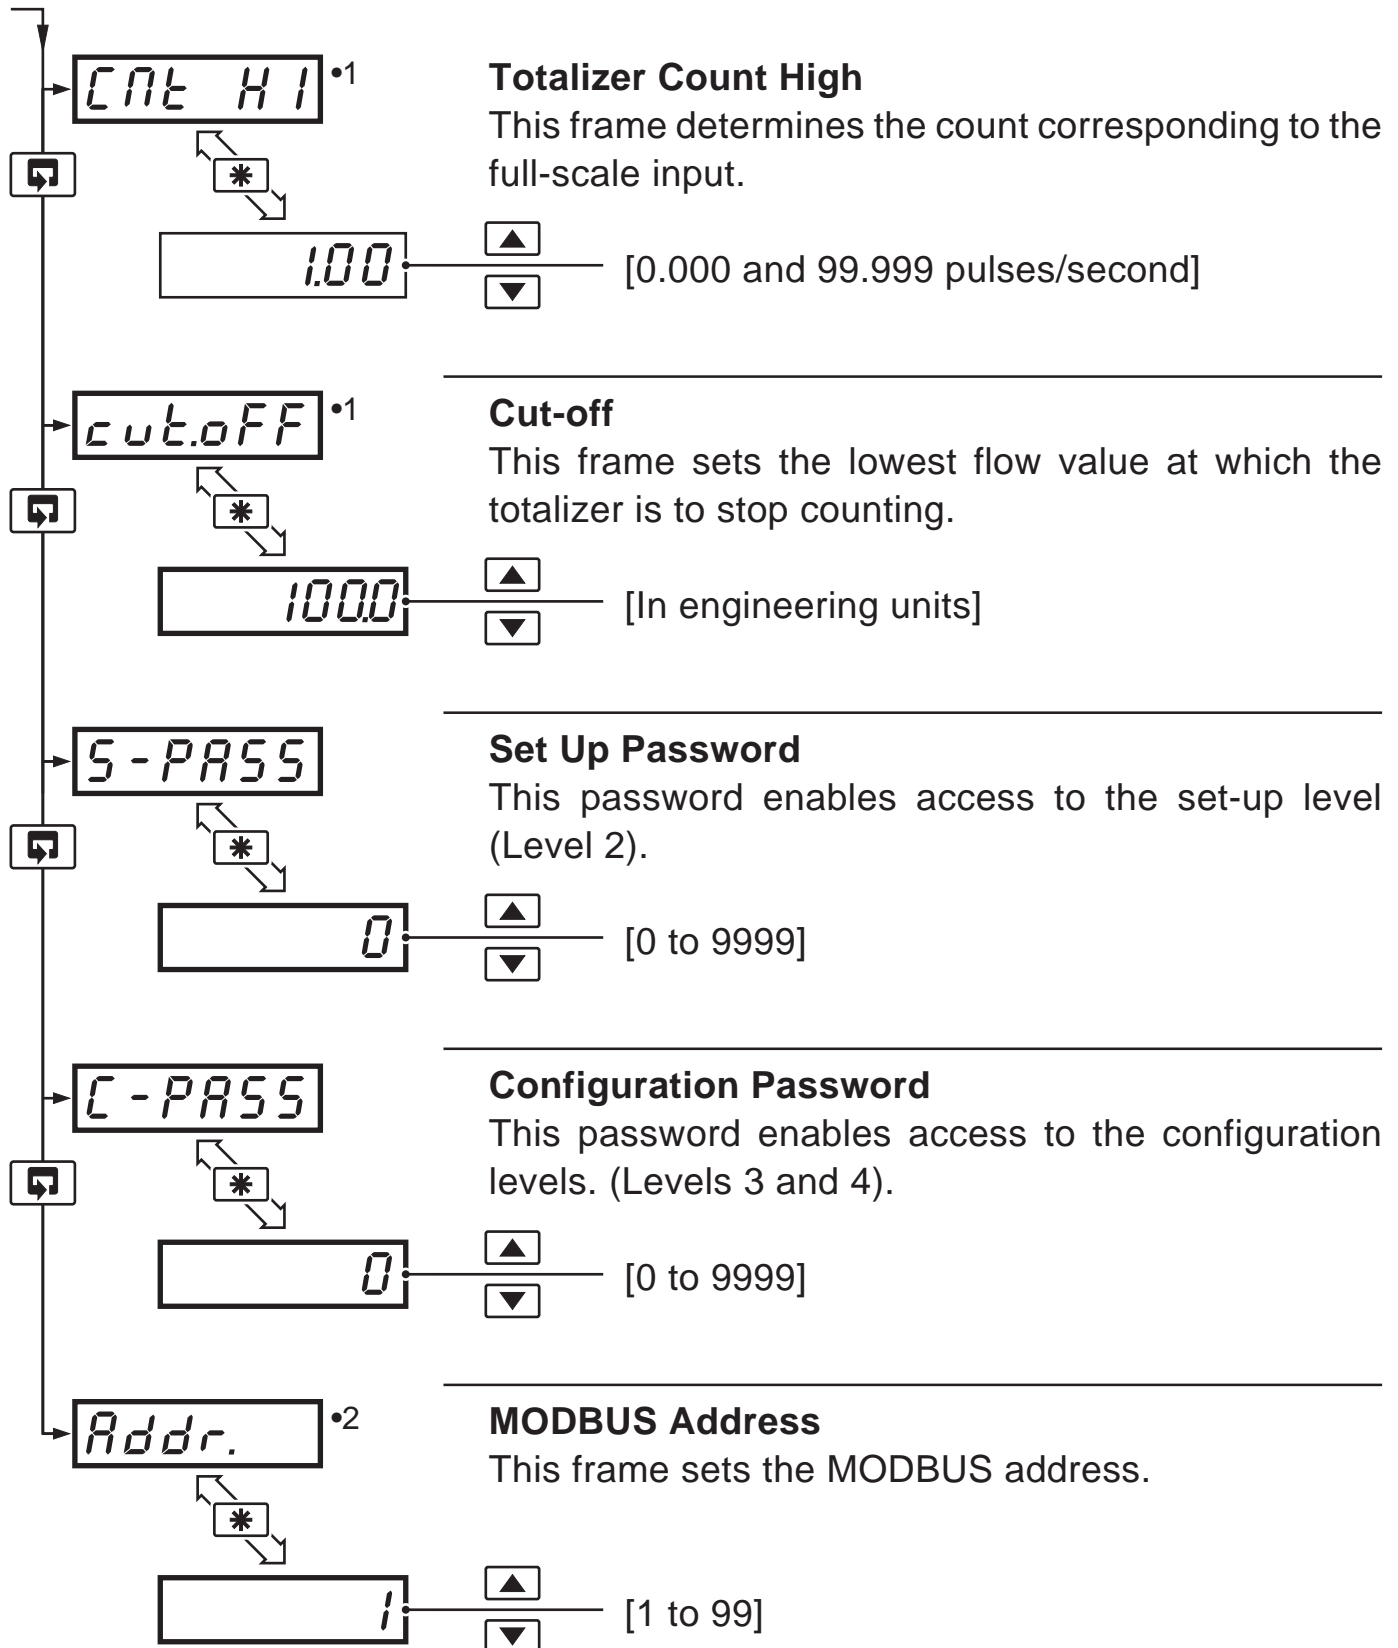 CNt HI •1
Totalizer Count High
This frame determines the count corresponding to the
full-scale input.
1.00
[0.000 and 99.999 pulses/second]
cut.oFF •1
Cut-off
This frame sets the lowest flow value at which the
totalizer is to stop counting.
100.0
[In engineering units]
S-PASS
Set Up Password
This password enables access to the set-up level
(Level 2).
0
[0 to 9999]
C-PASS
Configuration Password
This password enables access to the configuration
levels. (Levels 3 and 4).
0
[0 to 9999]
Addr. •2
MODBUS Address
This frame sets the MODBUS address.
1
[1 to 99]